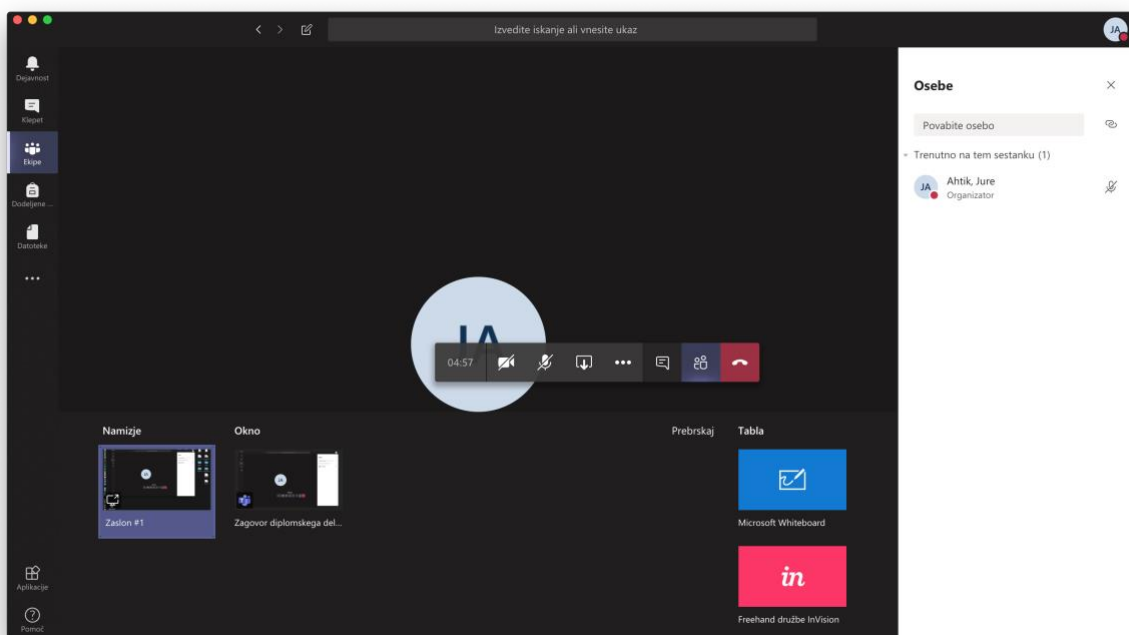 Izvedite iskanje ali vnesite ukaz
JA
Dejavnost
Klepet
Ekipe
Dodeljene ...
Datoteke
Aplikacije
Pomoč
JA
04:57
Namizje
Okno
Prebrskaj
Tabla
Zaslon #1
Zagovor diplomskega del...
Microsoft Whiteboard
in
Freehand družbe InVision
Osebe
Povabite osebo
Trenutno na tem sestanku (1)
JA
Ahtik, Jure
Organizator